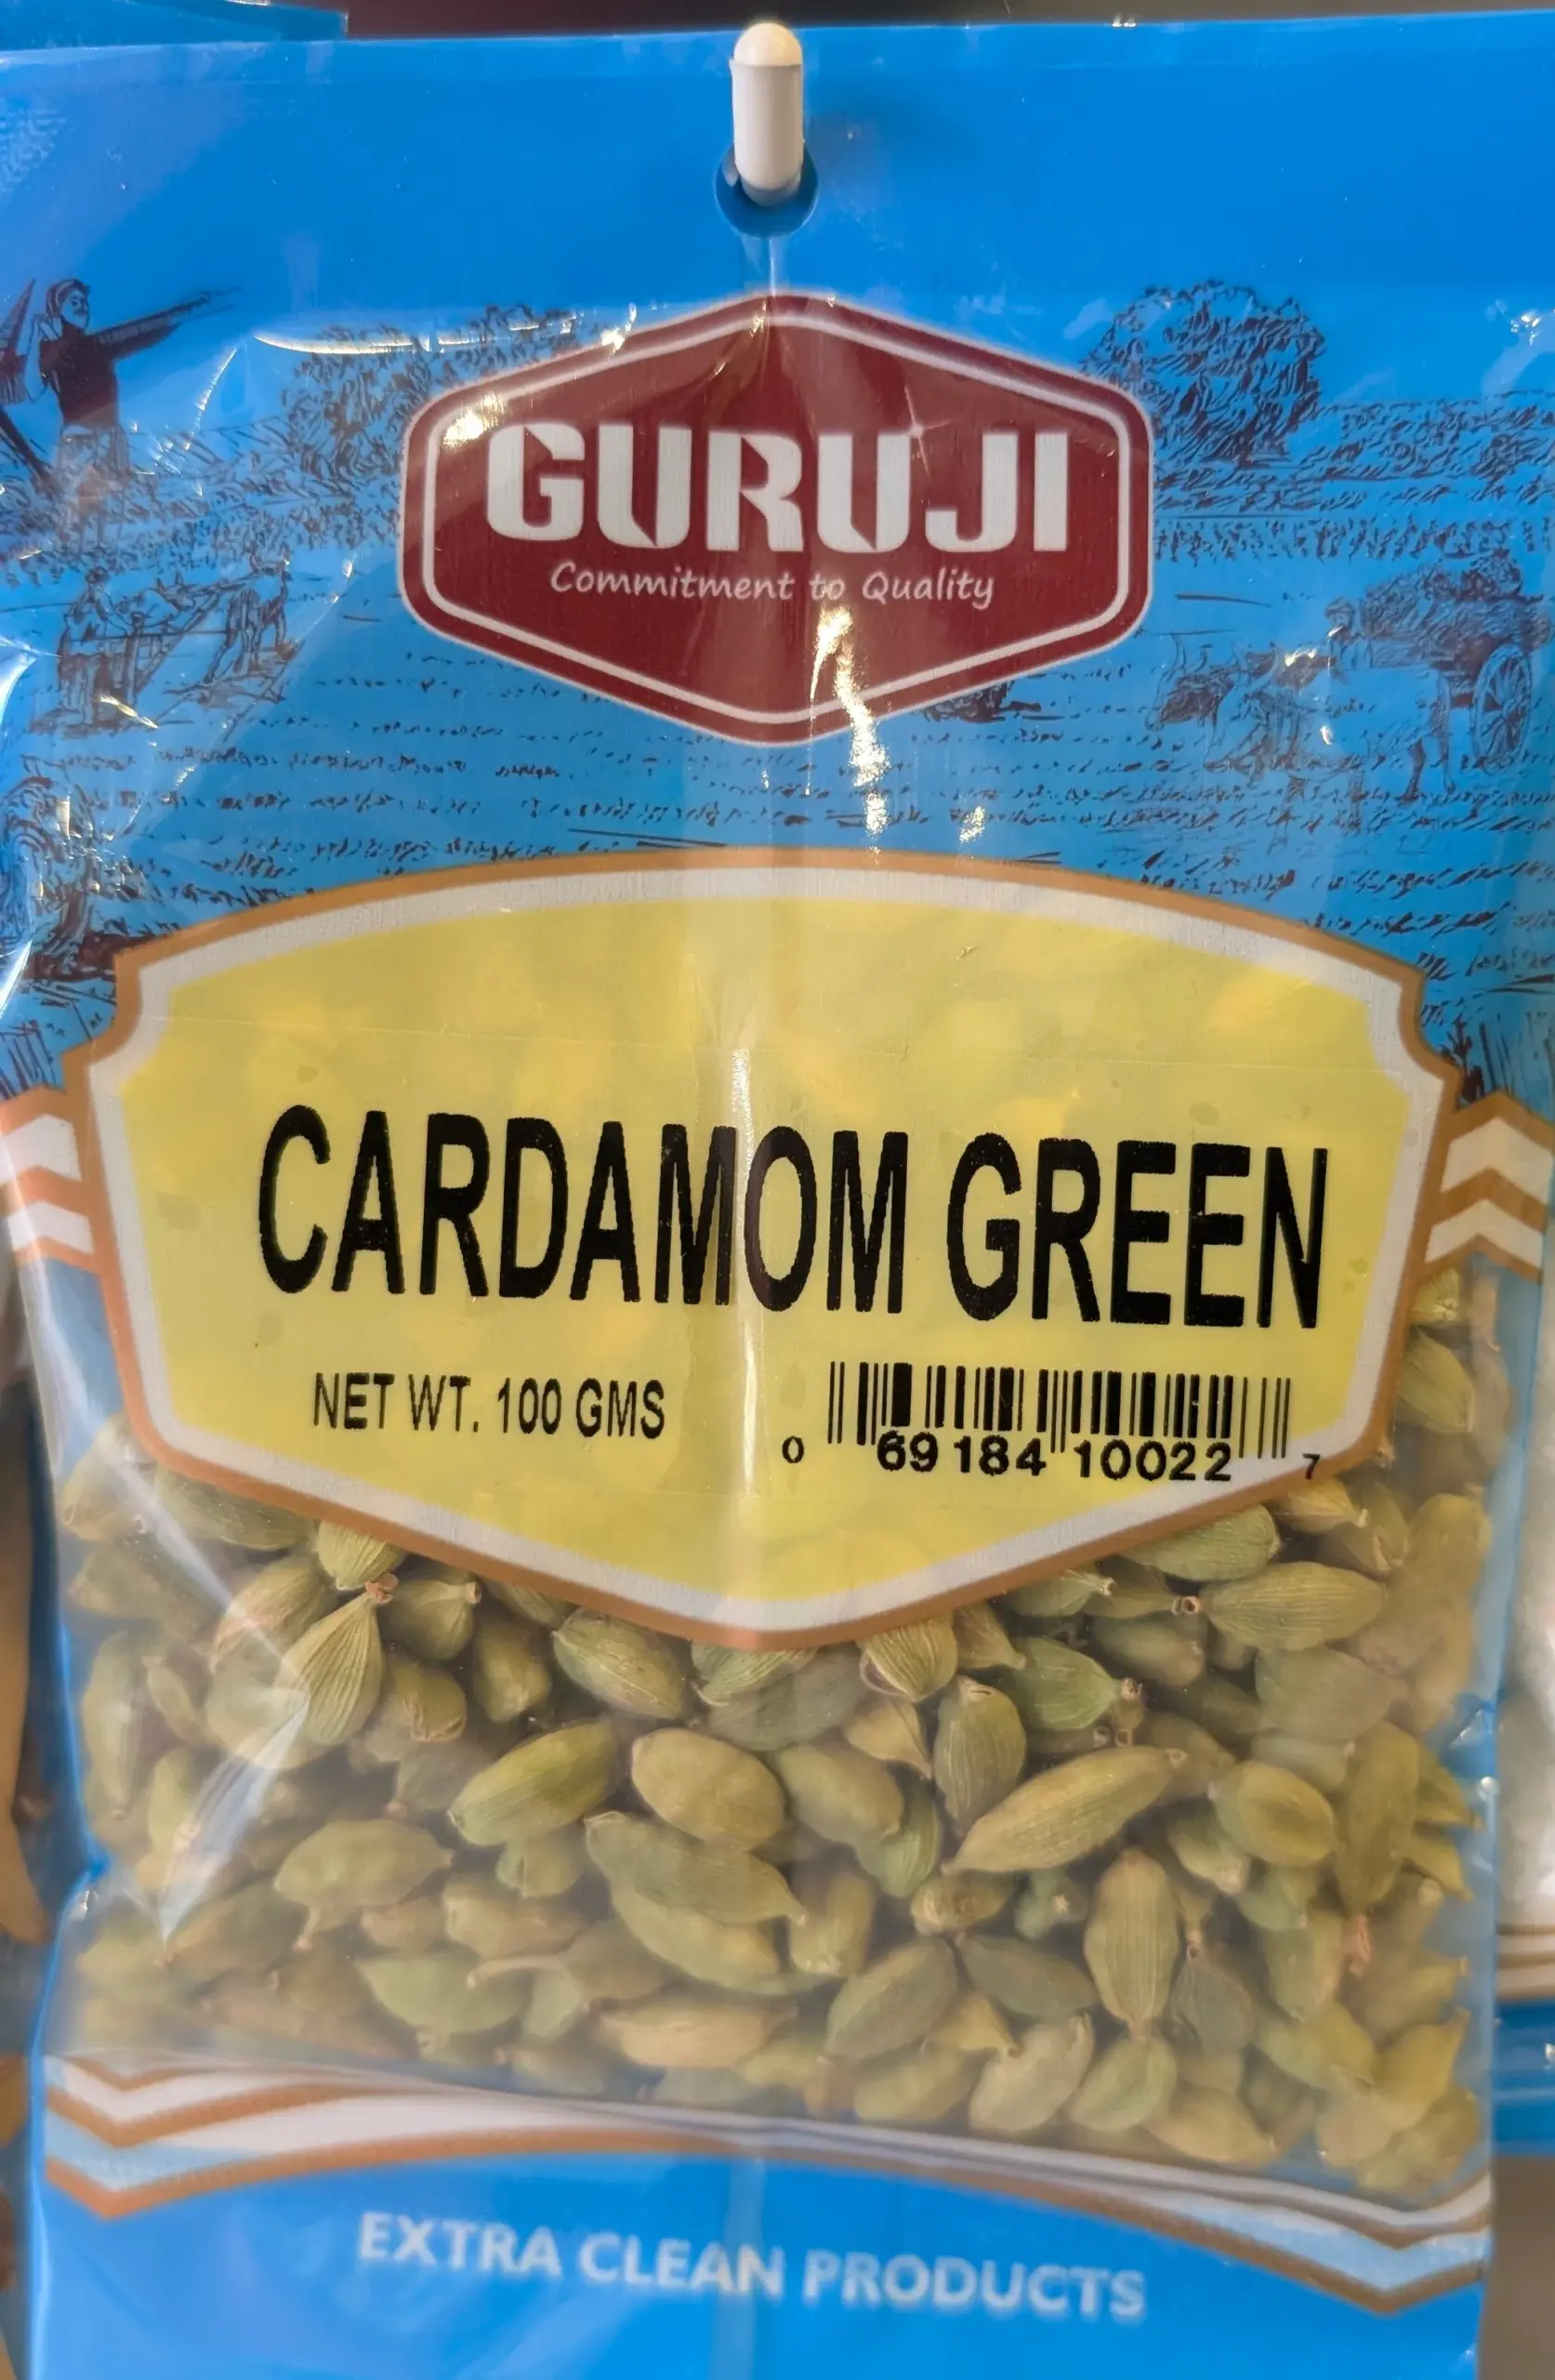 GURUJI
Commitment to Quality
CARDAMOM GREEN
NET WT. 100 GMS
0 69184 10022 7
EXTRA CLEAN PRODUCTS